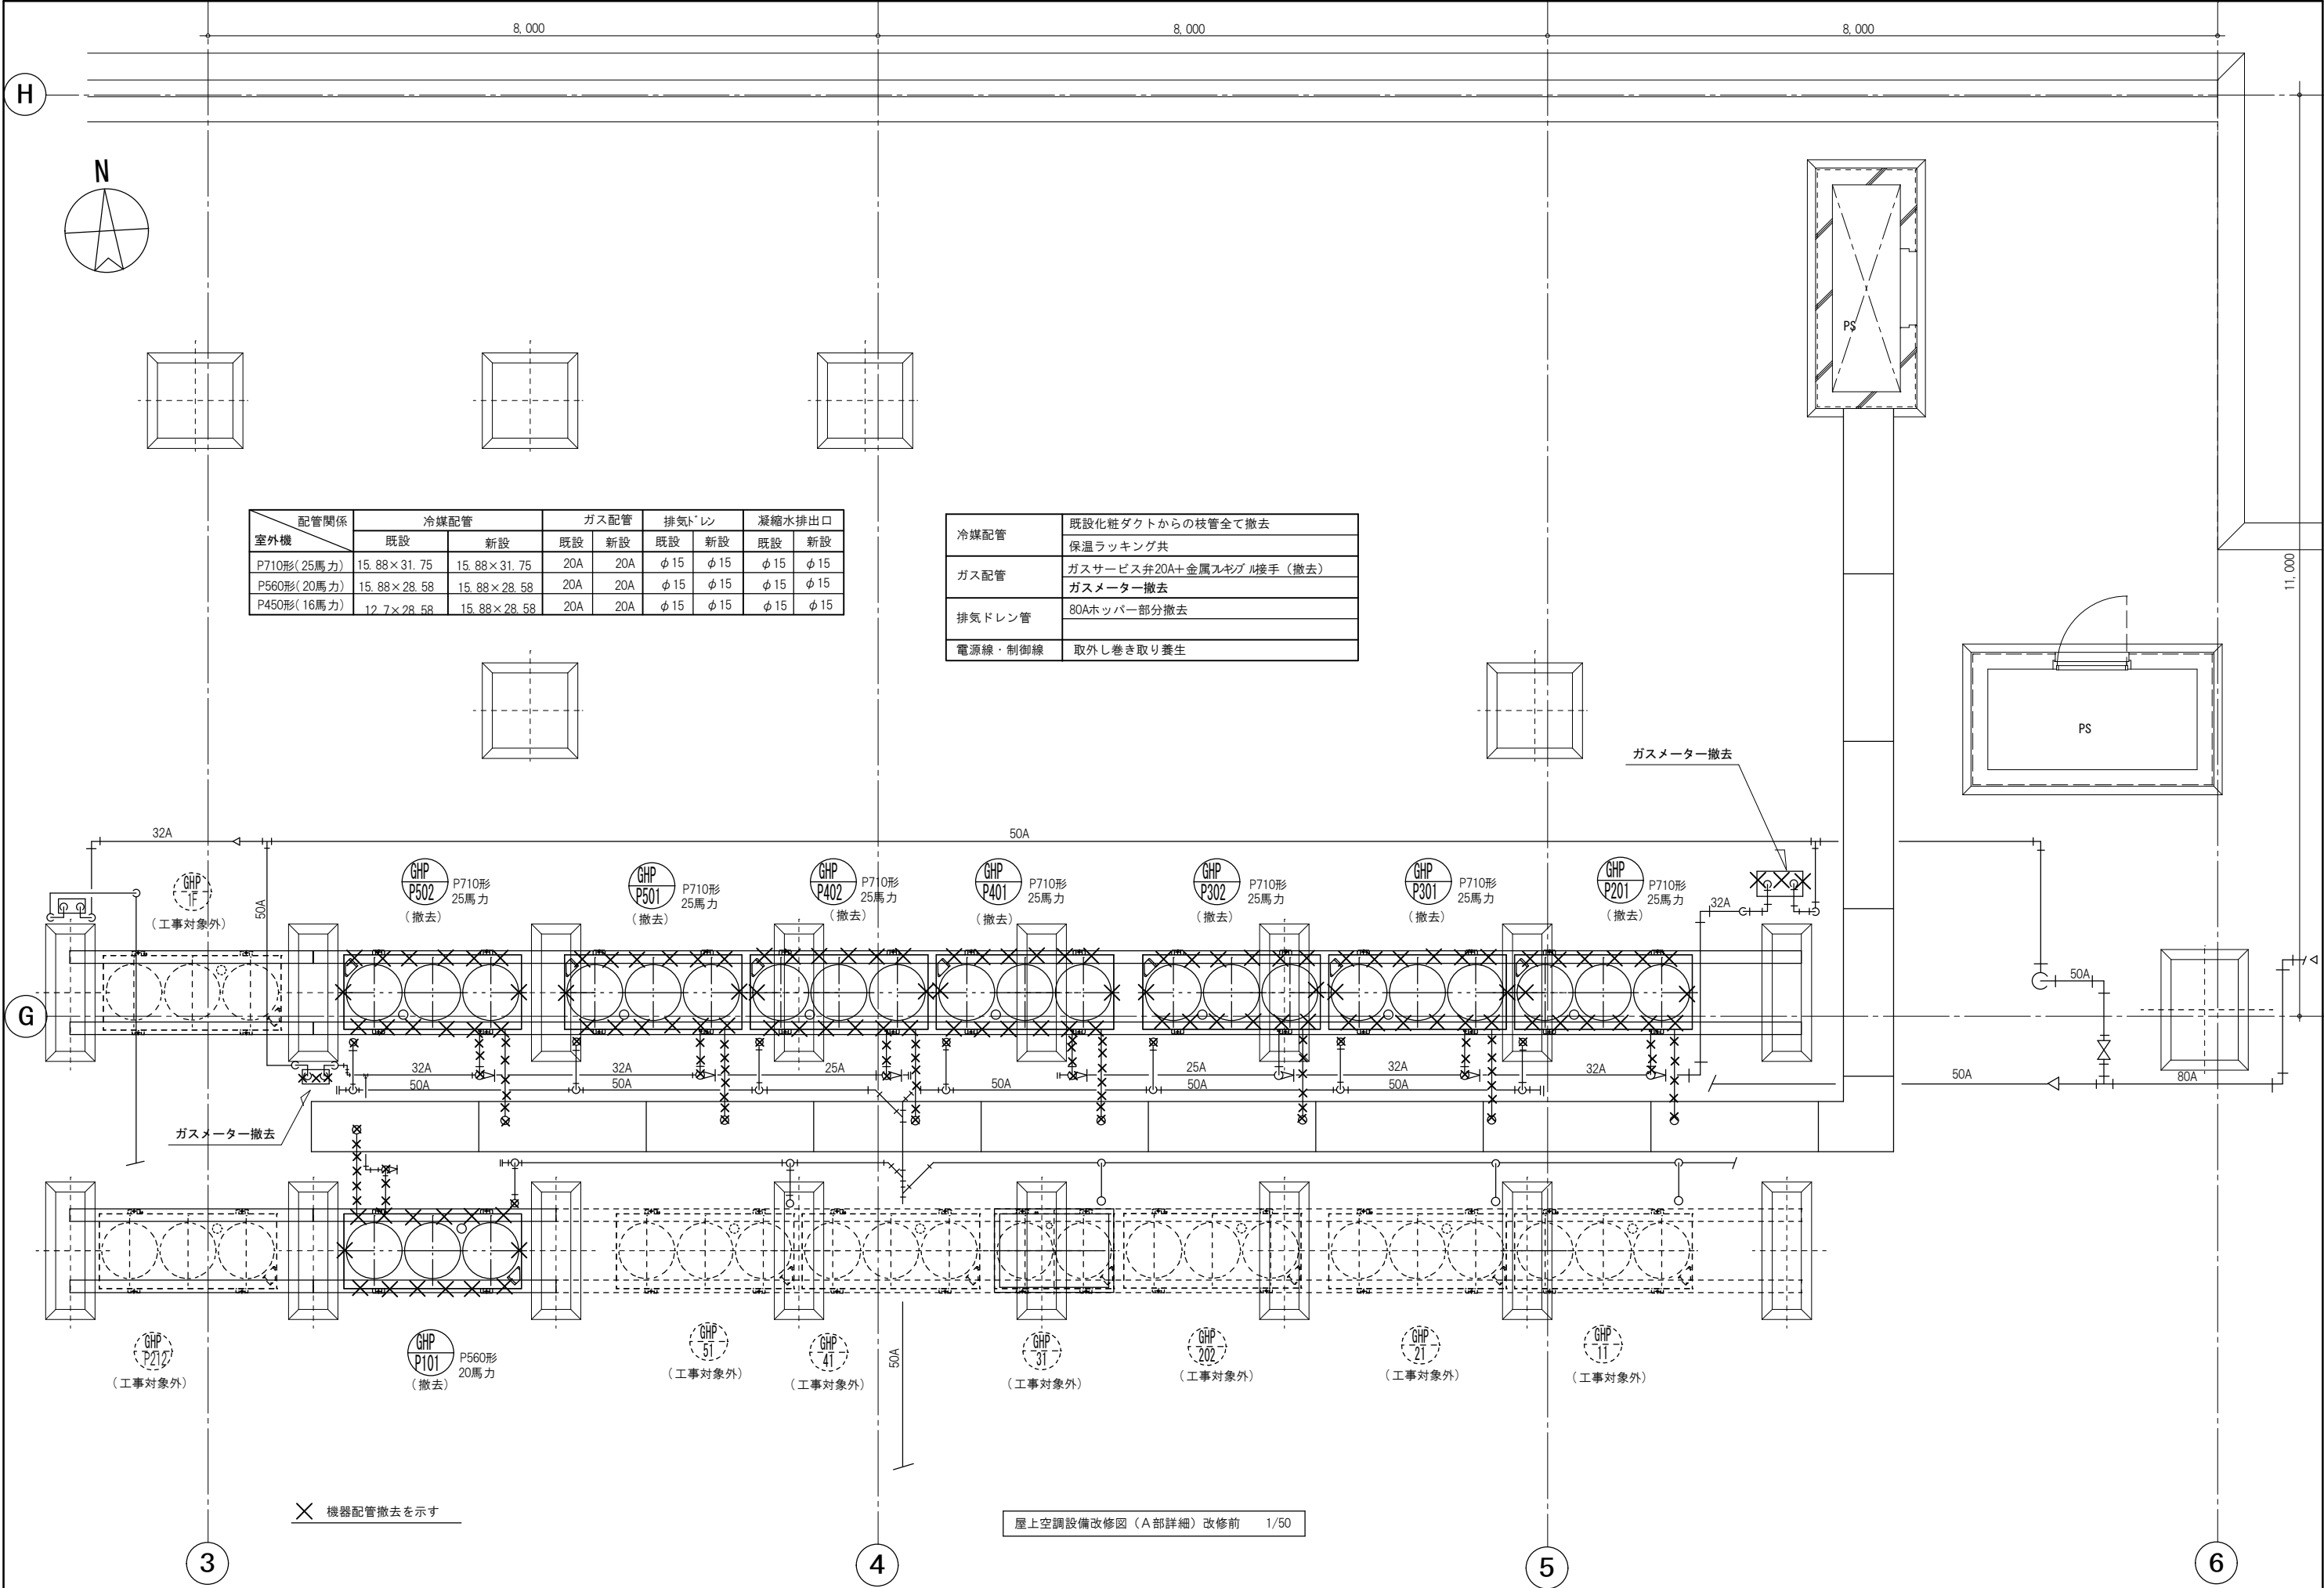 8,000
8,000
8,000
H
N
PS
配管関係
冷媒配管
ガス配管
排気ドレン
凝縮水排出口
室外機
既設
新設
既設
新設
既設
新設
既設
新設
P710形(25馬力)
15.88×31.75
15.88×31.75
20A
20A
φ15
φ15
φ15
φ15
P560形(20馬力)
15.88×28.58
15.88×28.58
20A
20A
φ15
φ15
φ15
φ15
P450形(16馬力)
12.7×28.58
15.88×28.58
20A
20A
φ15
φ15
φ15
φ15
冷媒配管
既設化粧ダクトからの枝管全て撤去
保温ラッキング共
ガス配管
ガスサービス弁20A+金属フレキシブル接手(撤去)
ガスメーター撤去
排気ドレン管
80Aホッパー部分撤去
電源線・制御線
取外し巻き取り養生
11,000
PS
ガスメーター撤去
32A
50A
GHP
1F
(工事対象外)
50A
GHP
P502
P710形
25馬力
(撤去)
GHP
P501
P710形
25馬力
(撤去)
GHP
P402
P710形
25馬力
(撤去)
GHP
P401
P710形
25馬力
(撤去)
GHP
P302
P710形
25馬力
(撤去)
GHP
P301
P710形
25馬力
(撤去)
GHP
P201
P710形
25馬力
(撤去)
32A
50A
G
32A
32A
25A
25A
32A
32A
50A
50A
50A
50A
50A
50A
80A
ガスメーター撤去
GHP
P212
(工事対象外)
GHP
P101
P560形
20馬力
(撤去)
GHP
51
(工事対象外)
GHP
41
(工事対象外)
50A
GHP
31
(工事対象外)
GHP
202
(工事対象外)
GHP
21
(工事対象外)
GHP
11
(工事対象外)
機器配管撤去を示す
屋上空調設備改修図(A部詳細)改修前 1/50
3
4
5
6